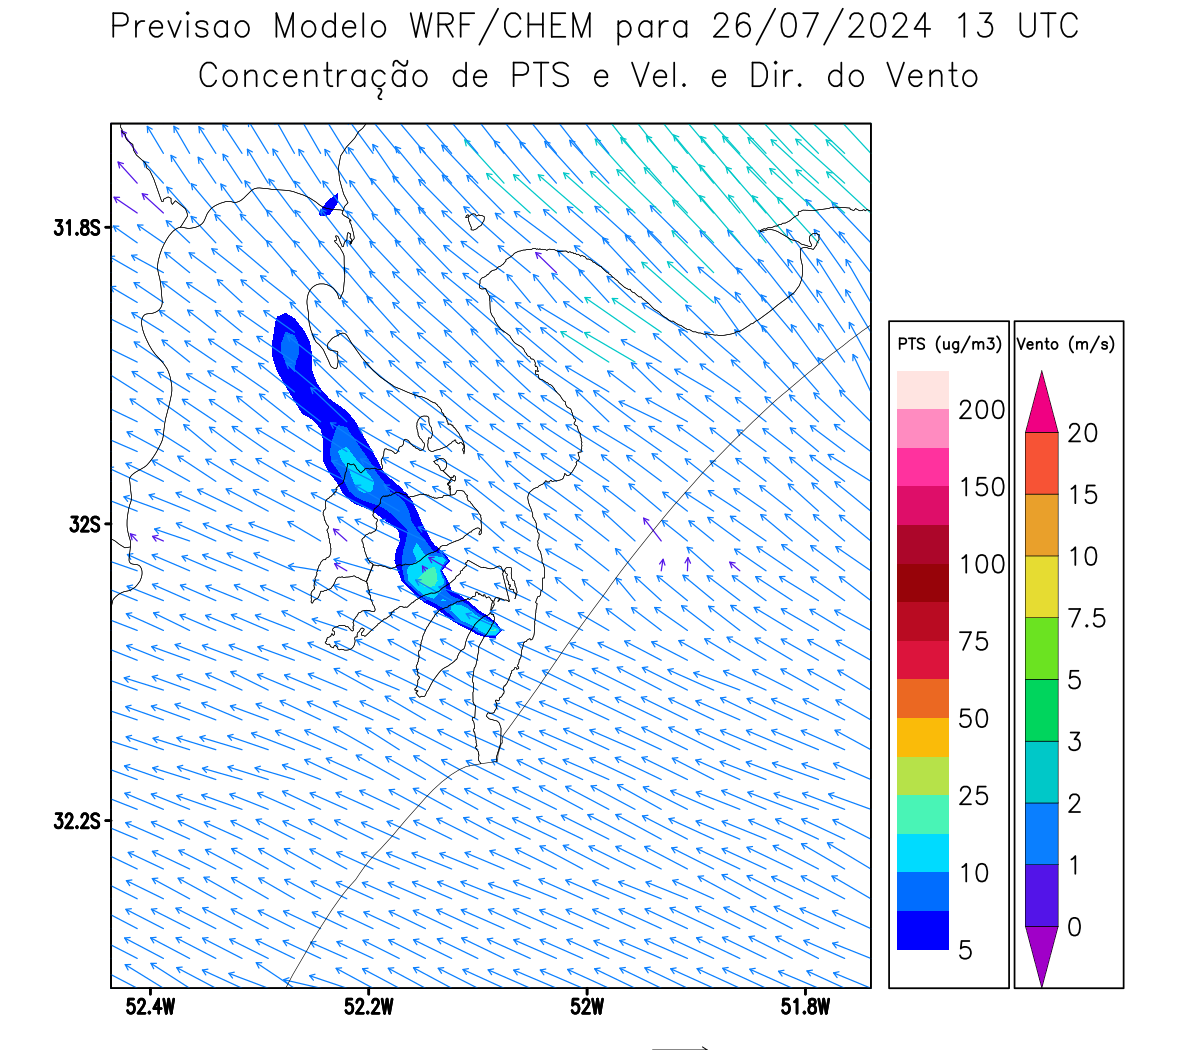 Previsao Modelo WRF/CHEM para 26/07/2024 13 UTC
Concentração de PTS e Vel. e Dir. do Vento
31.8S
32S
32.2S
52.4W 52.2W 52W 51.8W
PTS (ug/m3)
200
150
100
75
50
25
10
5
Vento (m/s)
20
15
10
7.5
5
3
2
1
0